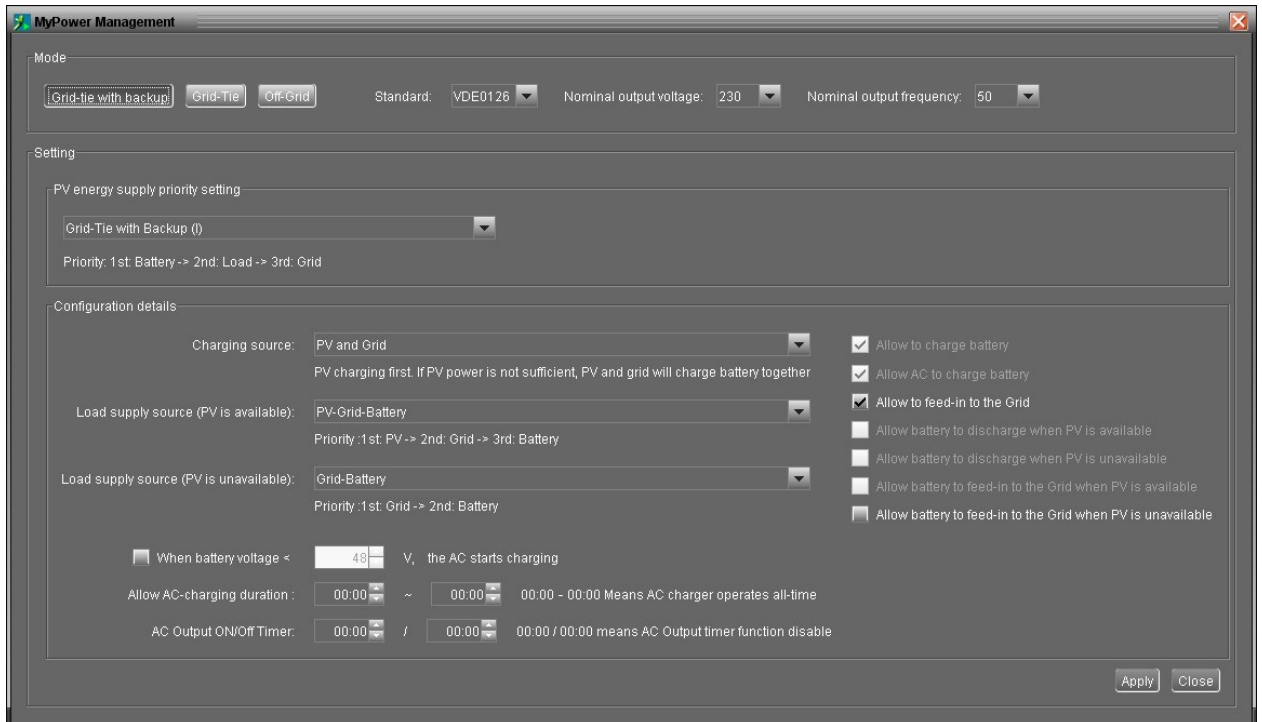 MyPower Management
Mode
Grid-tie with backup Grid-Tie Off-Grid Standard: VDE0126 Nominal output voltage: 230 Nominal output frequency: 50
Setting
PV energy supply priority setting
Grid-Tie with Backup (I)
Priority: 1st: Battery -> 2nd: Load -> 3rd: Grid
Configuration details
Charging source: PV and Grid
PV charging first. If PV power is not sufficient, PV and grid will charge battery together
Load supply source (PV is available): PV-Grid-Battery
Priority :1st: PV -> 2nd: Grid -> 3rd: Battery
Load supply source (PV is unavailable): Grid-Battery
Priority :1st: Grid -> 2nd: Battery
Allow to charge battery
Allow AC to charge battery
Allow to feed-in to the Grid
Allow battery to discharge when PV is available
Allow battery to discharge when PV is unavailable
Allow battery to feed-in to the Grid when PV is available
Allow battery to feed-in to the Grid when PV is unavailable
When battery voltage < 48 V, the AC starts charging
Allow AC-charging duration : 00:00 ~ 00:00 00:00 - 00:00 Means AC charger operates all-time
AC Output ON/Off Timer: 00:00 / 00:00 00:00 / 00:00 means AC Output timer function disable
Apply Close